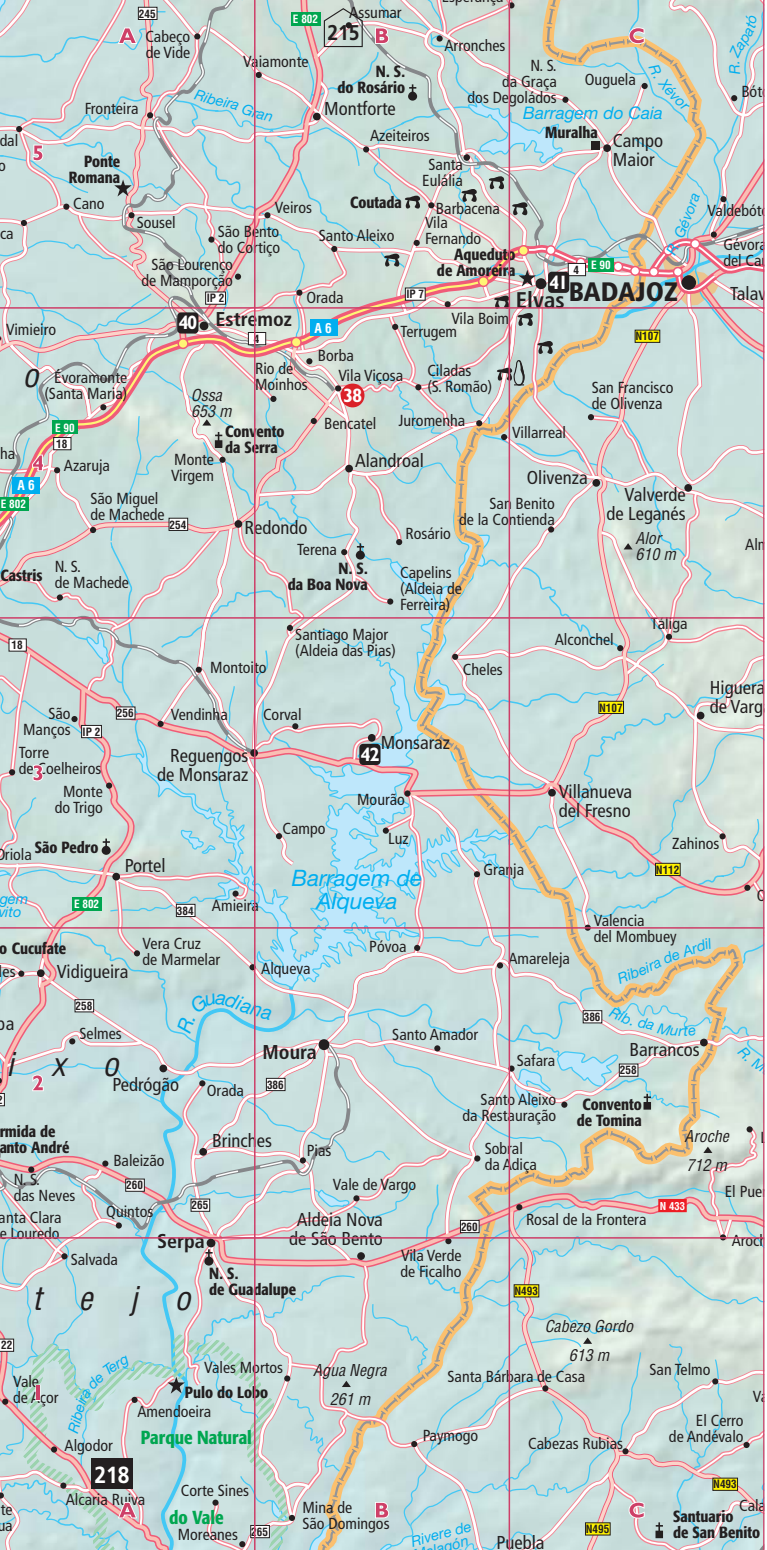 245
E 802
Assumar
215
A
B
C
Cabeço
de Vide
Arronches
Vaiamonte
N. S.
do Rosário
N. S.
da Graça
dos Degolados
Ouguela
R. Xévora
R. Zapató
Ribeira Gran
Fronteira
Monforte
Barragem do Caia
Azeiteiros
Muralha
Campo
Maior
5
Ponte
Romana
Santa
Eulália
Cano
Sousel
Veiros
Coutada
Barbacena
Vila
Fernando
R. Gévora
São Bento
do Cortiço
Santo Aleixo
Aqueduto
de Amoreira
E 90
4
São Lourenço
de Mamporção
IP 2
Orada
IP 7
Elvas
41
BADAJOZ
40
Estremoz
A 6
4
Vila Boim
Terrugem
N107
Vimieiro
Borba
Rio de
Moinhos
Vila Viçosa
38
Ciladas
(S. Romão)
O
Évoramonte
(Santa Maria)
Ossa
653 m
San Francisco
de Olivenza
E 90
18
Convento
da Serra
Bencatel
Juromenha
Villarreal
4
Azaruja
Monte
Virgem
Alandroal
Olivenza
Valverde
de Leganés
A 6
E 802
São Miguel
de Machede
254
Redondo
San Benito
de la Contienda
Alor
610 m
Terena
Rosário
N. S.
da Boa Nova
Castris
N. S.
de Machede
Capelins
(Aldeia de
Ferreira)
18
Santiago Major
(Aldeia das Pias)
Alconchel
Táliga
Montoito
Cheles
São
Manços
256
IP 2
Vendinha
Corval
N107
Reguengos
de Monsaraz
42
Monsaraz
Torre
de Coelheiros
3
Monte
do Trigo
Mourão
Villanueva
del Fresno
São Pedro
Campo
Luz
Zahinos
Portel
Barragem de
Alqueva
Granja
N112
E 802
384
Amieira
Valencia
del Mombuey
Póvoa
Vera Cruz
de Marmelar
Alqueva
Amareleja
Ribeira de Ardil
Vidigueira
R. Guadiana
258
Selmes
386
Rib. da Murte
Moura
Santo Amador
Barrancos
i x o
2
Pedrógão
Orada
386
Safara
258
Santo Aleixo
da Restauração
Convento
de Tomina
Brinches
Aroche
712 m
Baleizão
Pias
Sobral
da Adiça
N. S.
das Neves
260
265
Vale de Vargo
Quintos
Aldeia Nova
de São Bento
260
Rosal de la Frontera
N 433
Serpa
Salvada
N. S.
de Guadalupe
Vila Verde
de Ficalho
N493
t e j o
Cabezo Gordo
613 m
22
Ribeira de Terg
Vales Mortos
Agua Negra
261 m
Santa Bárbara de Casa
San Telmo
1
Vale
de Açor
Pulo do Lobo
Amendoeira
Parque Natural
El Cerro
de Andévalo
Algodor
Paymogo
Cabezas Rubias
218
Alcaria Ruiva
Corte Sines
N493
A
do Vale
Moreanes
265
Mina de
São Domingos
B
C
N495
Santuario
de San Benito
Puebla